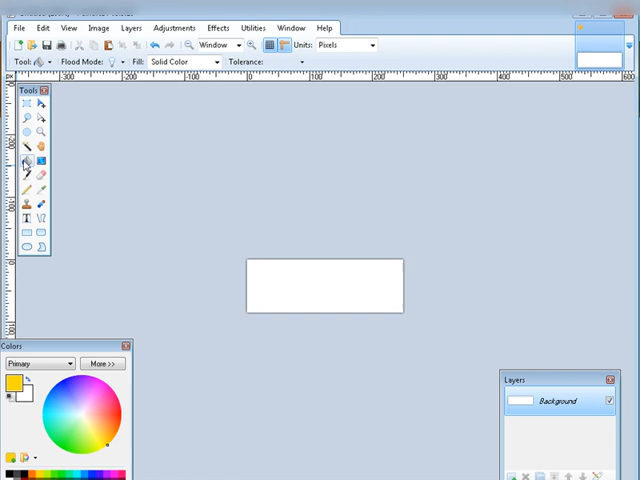 File Edit View Image Layers Adjustments Effects Utilities Window Help
Window Units: Pixels
Tool: Flood Mode: Fill: Solid Color Tolerance:
px -300 -200 -100 0 100 200 300 400 500 600
Tools
T
Colors
Primary More >>
Layers
Background